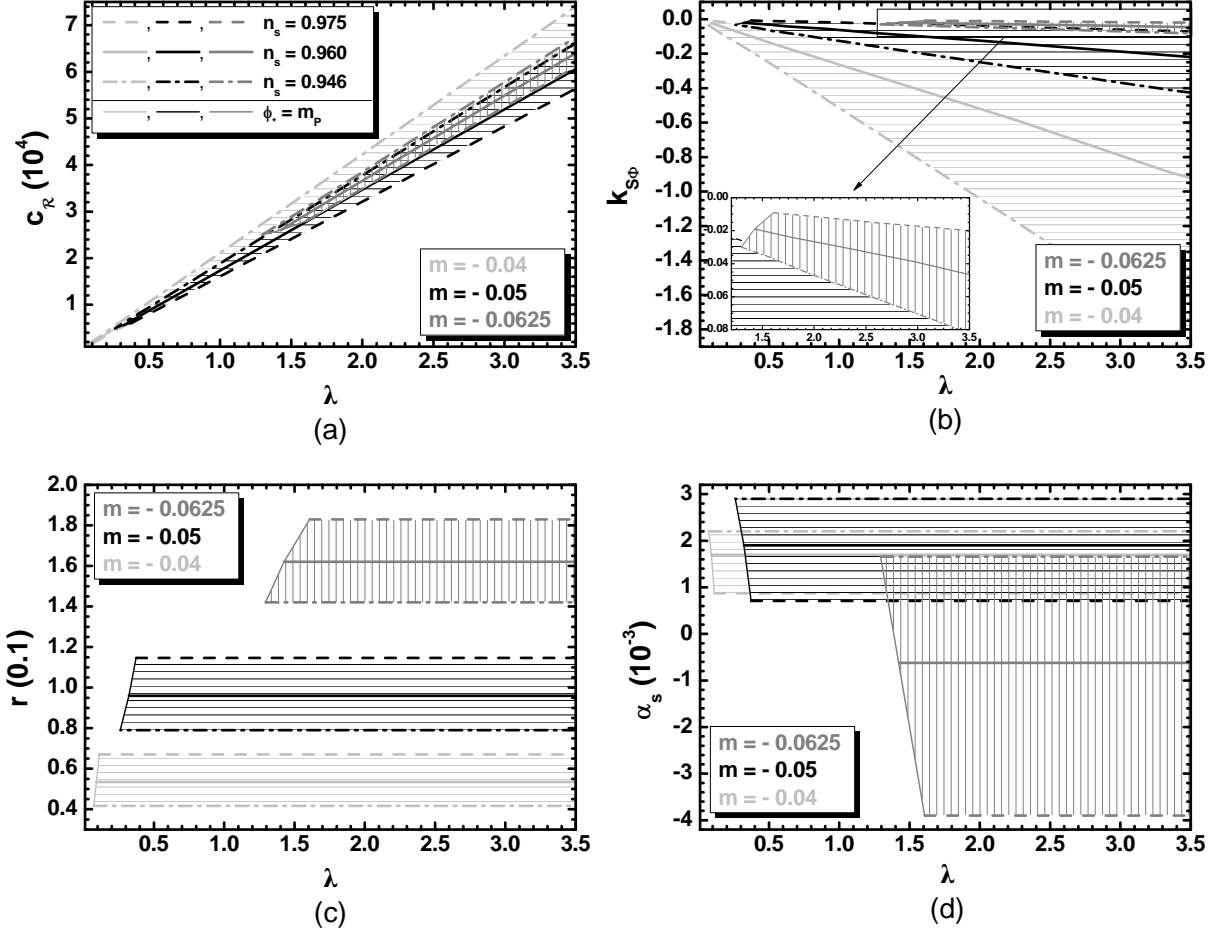 n_s = 0.975
n_s = 0.960
n_s = 0.946
ϕ_* = m_P
7
6
5
4
3
2
1
c_ℛ (10⁴)
m = - 0.04
m = - 0.05
m = - 0.0625
0.5 1.0 1.5 2.0 2.5 3.0 3.5
λ
(a)
0.0
-0.2
-0.4
-0.6
-0.8
-1.0
-1.2
-1.4
-1.6
-1.8
k_SΦ
0.00
0.02
0.04
0.06
0.08
1.5 2.0 2.5 3.0 3.5
m = - 0.0625
m = - 0.05
m = - 0.04
0.5 1.0 1.5 2.0 2.5 3.0 3.5
λ
(b)
2.0
1.8
1.6
1.4
1.2
1.0
0.8
0.6
0.4
r (0.1)
m = - 0.0625
m = - 0.05
m = - 0.04
0.5 1.0 1.5 2.0 2.5 3.0 3.5
λ
(c)
3
2
1
0
-1
-2
-3
-4
α_s (10⁻³)
m = - 0.0625
m = - 0.05
m = - 0.04
0.5 1.0 1.5 2.0 2.5 3.0 3.5
λ
(d)